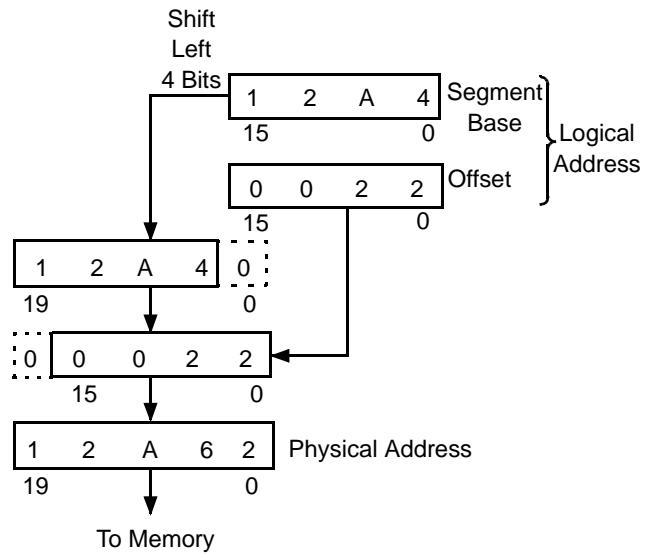 Shift
Left
4 Bits
1 2 A 4
Segment
Base
15 0
Logical
Address
0 0 2 2
Offset
15 0
1 2 A 4 0
19 0
0 0 0 2 2
15 0
1 2 A 6 2
Physical Address
19 0
To Memory